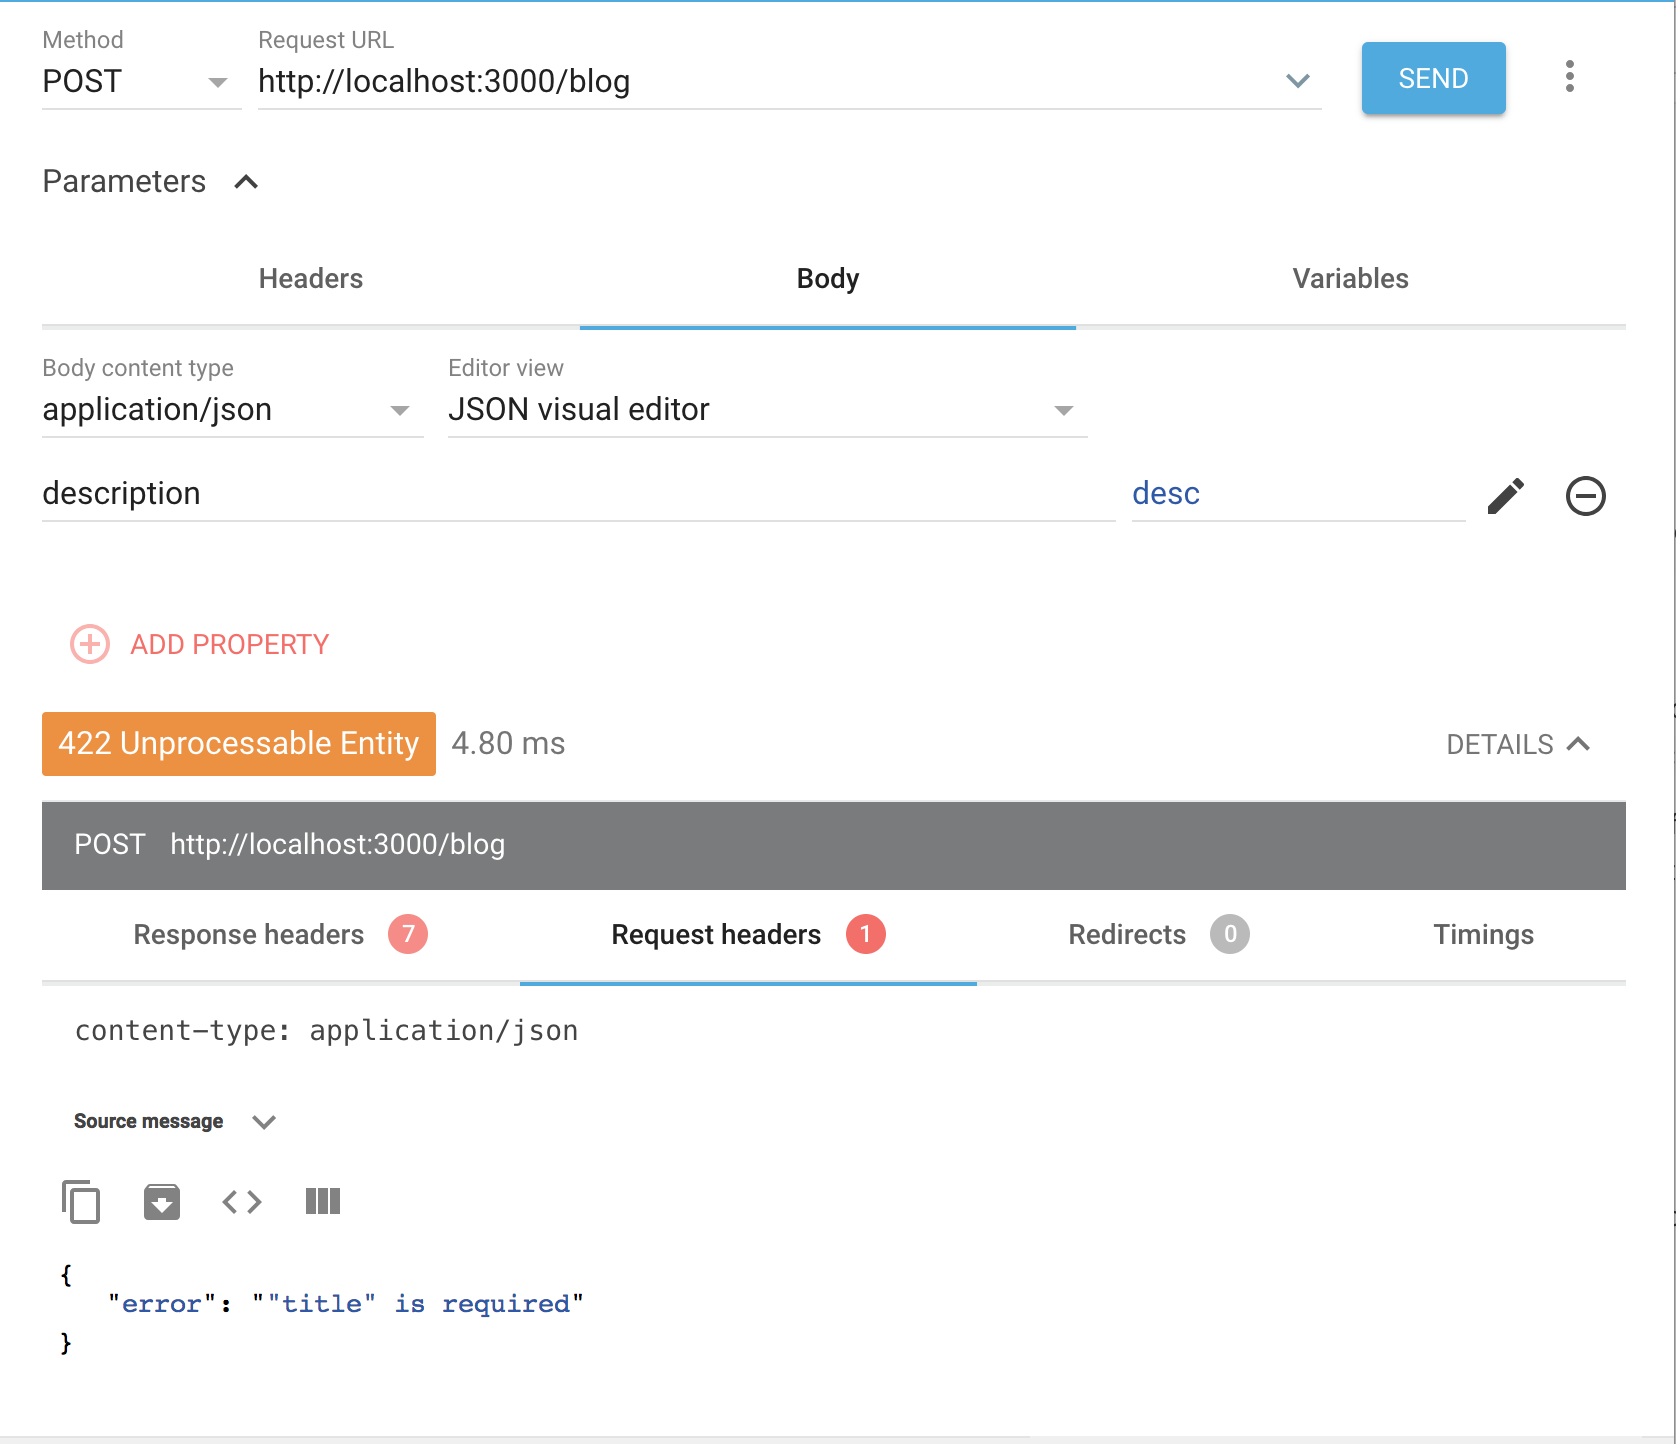 Method
Request URL
POST
http://localhost:3000/blog
SEND
Parameters
Headers
Body
Variables
Body content type
Editor view
application/json
JSON visual editor
description
desc
ADD PROPERTY
422 Unprocessable Entity
4.80 ms
DETAILS
POST http://localhost:3000/blog
Response headers 7
Request headers 1
Redirects 0
Timings
content-type: application/json
Source message
{
"error": ""title" is required"
}